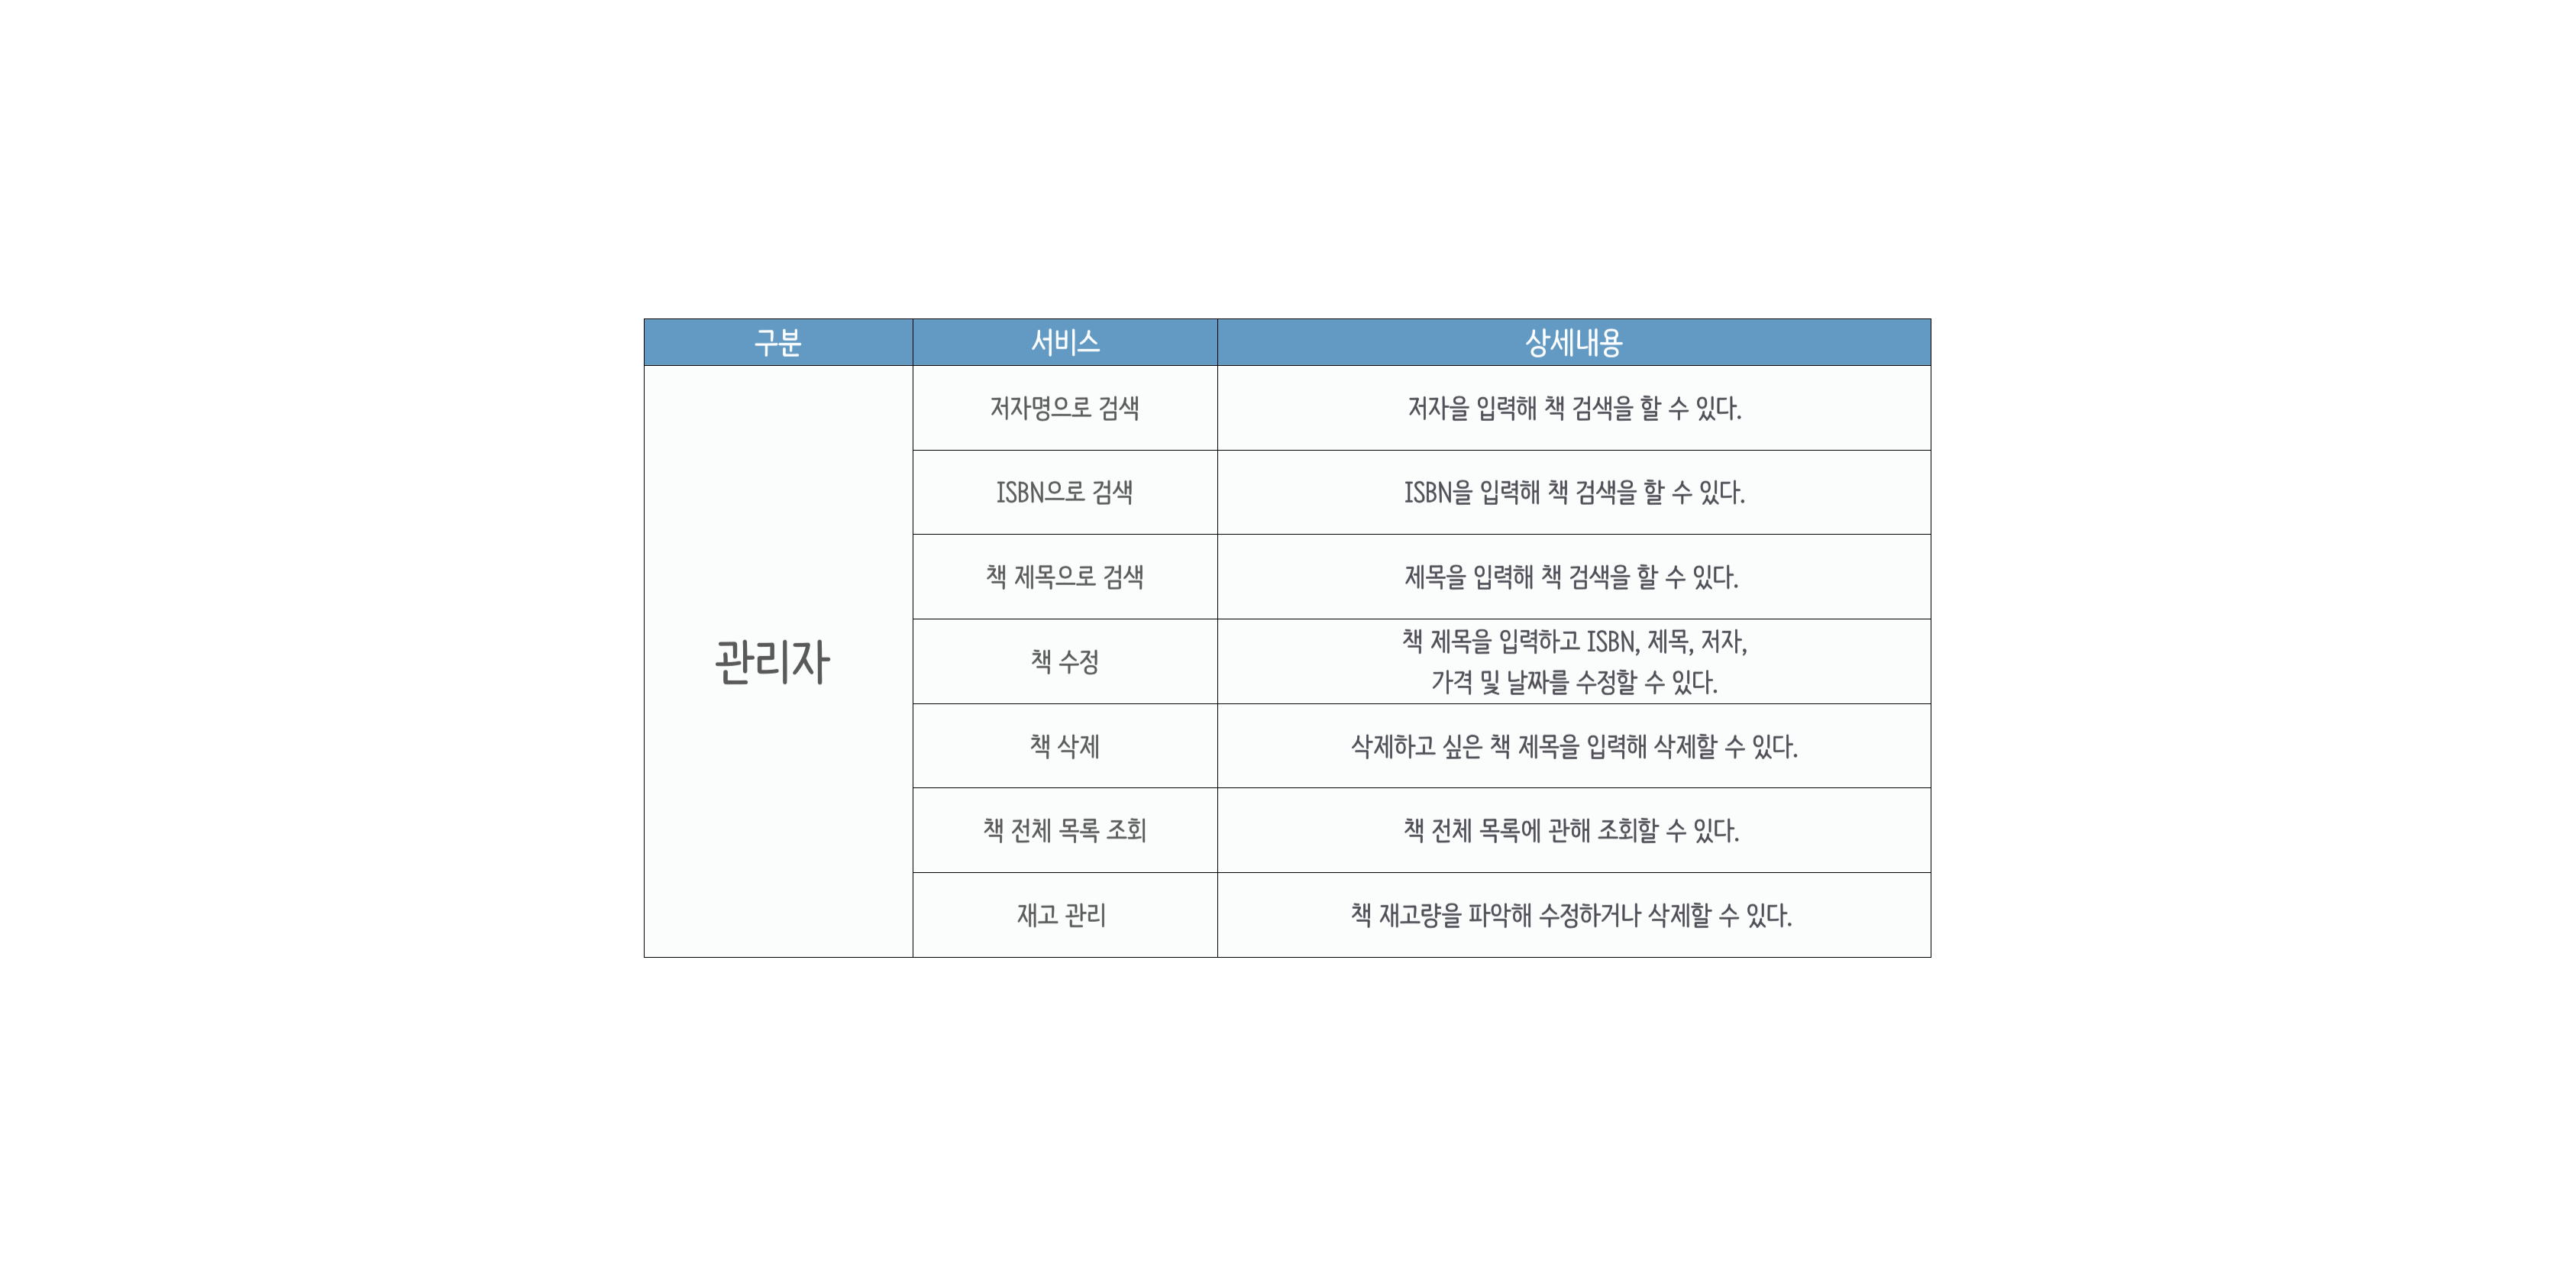 구분 서비스 상세내용
관리자
저자명으로 검색 저자을 입력해 책 검색을 할 수 있다.
ISBN으로 검색 ISBN을 입력해 책 검색을 할 수 있다.
책 제목으로 검색 제목을 입력해 책 검색을 할 수 있다.
책 수정 책 제목을 입력하고 ISBN, 제목, 저자,
가격 및 날짜를 수정할 수 있다.
책 삭제 삭제하고 싶은 책 제목을 입력해 삭제할 수 있다.
책 전체 목록 조회 책 전체 목록에 관해 조회할 수 있다.
재고 관리 책 재고량을 파악해 수정하거나 삭제할 수 있다.